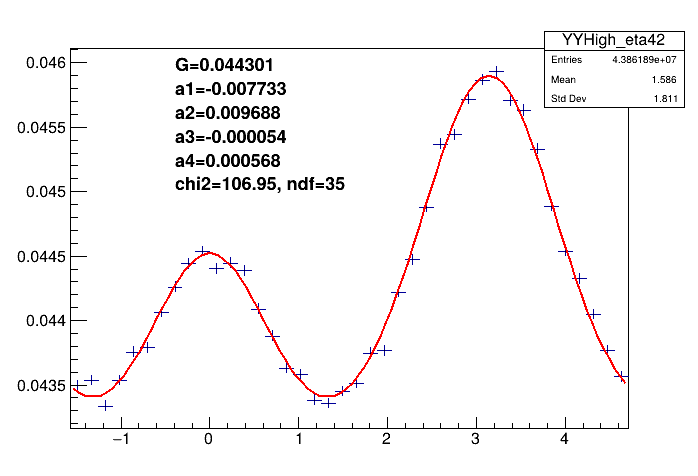 YYHigh_eta42
Entries 4.386189e+07
Mean 1.586
Std Dev 1.811
G=0.044301
a1=-0.007733
a2=0.009688
a3=-0.000054
a4=0.000568
chi2=106.95, ndf=35
0.046
0.0455
0.045
0.0445
0.044
0.0435
−1 0 1 2 3 4